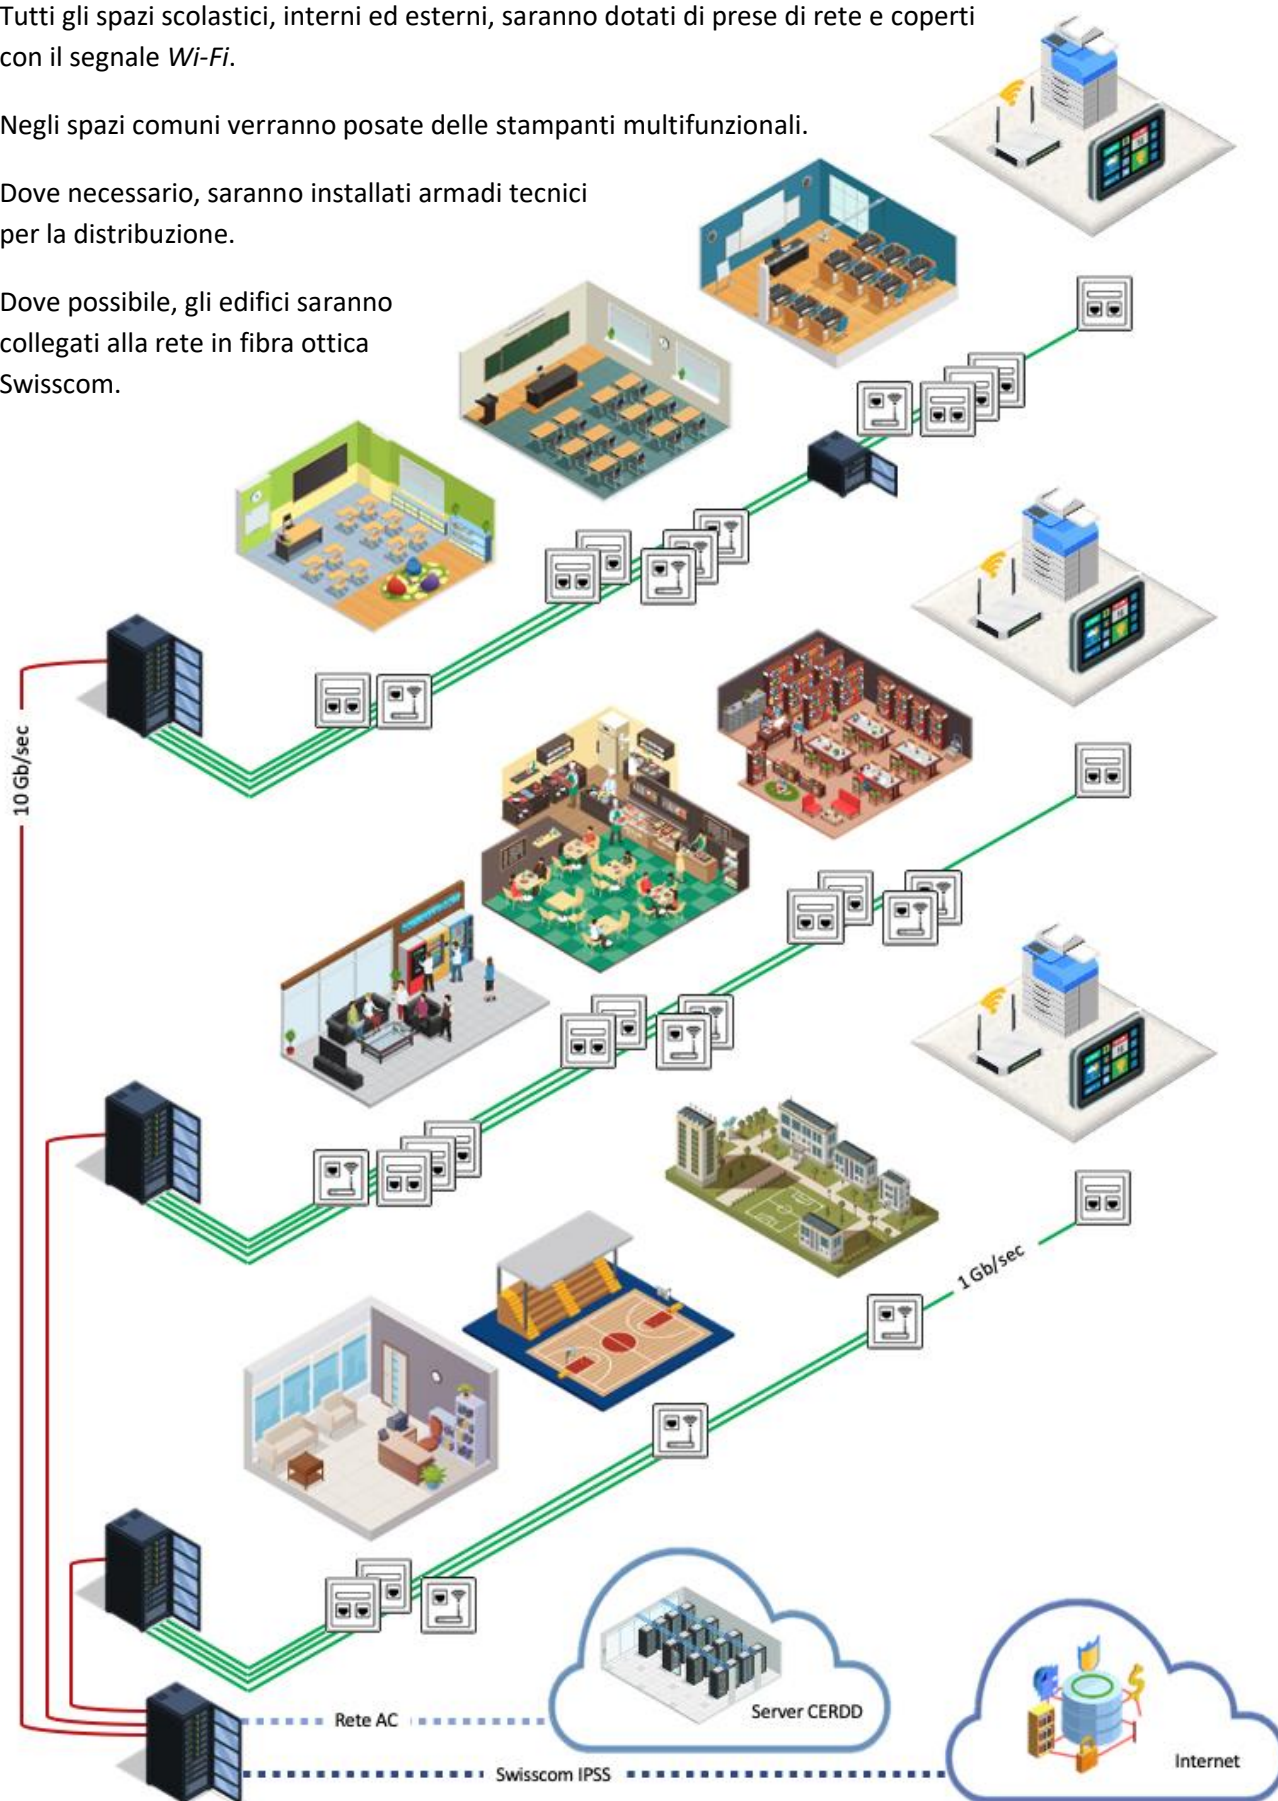 Tutti gli spazi scolastici, interni ed esterni, saranno dotati di prese di rete e coperti
con il segnale Wi-Fi.
Negli spazi comuni verranno posate delle stampanti multifunzionali.
Dove necessario, saranno installati armadi tecnici
per la distribuzione.
Dove possibile, gli edifici saranno
collegati alla rete in fibra ottica
Swisscom.
10 Gb/sec
1 Gb/sec
Server CERDD
Rete AC
Internet
Swisscom IPSS